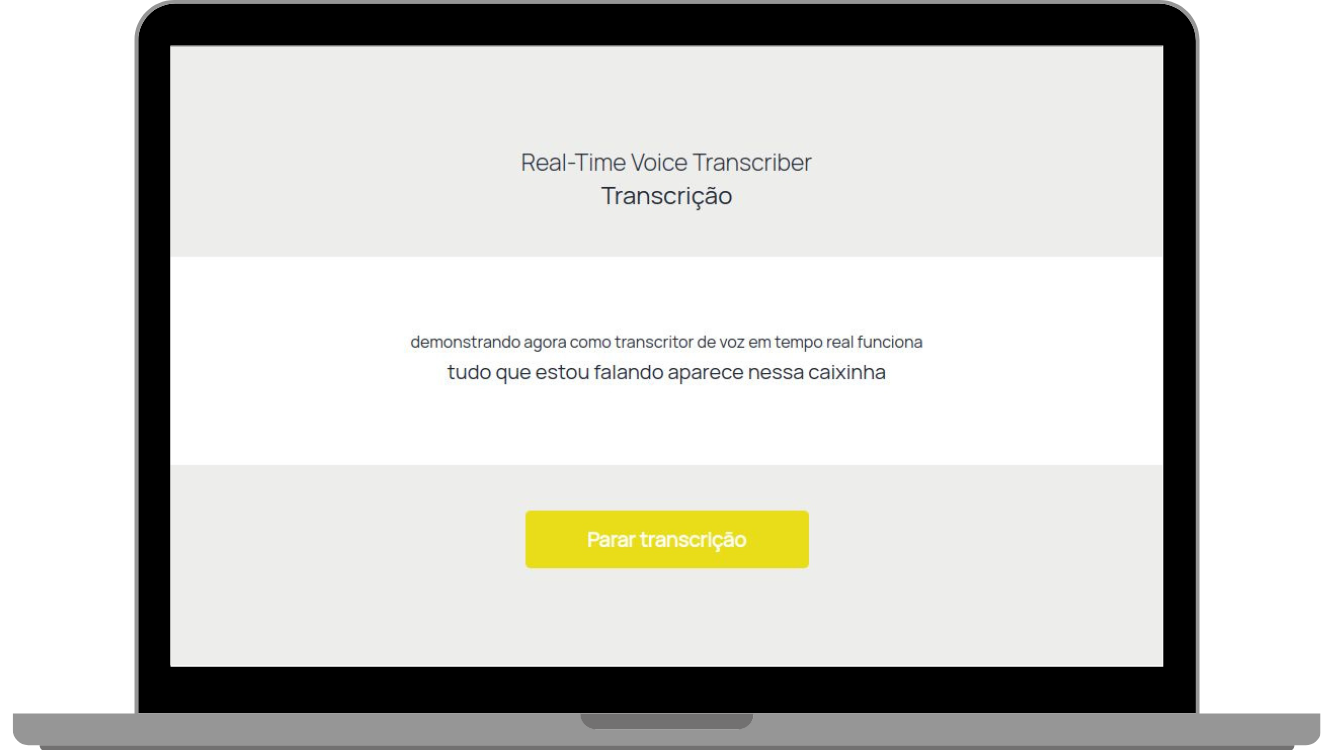 Real-Time Voice Transcriber
Transcrição
demonstrando agora como transcritor de voz em tempo real funciona
tudo que estou falando aparece nessa caixinha
Parar transcrição